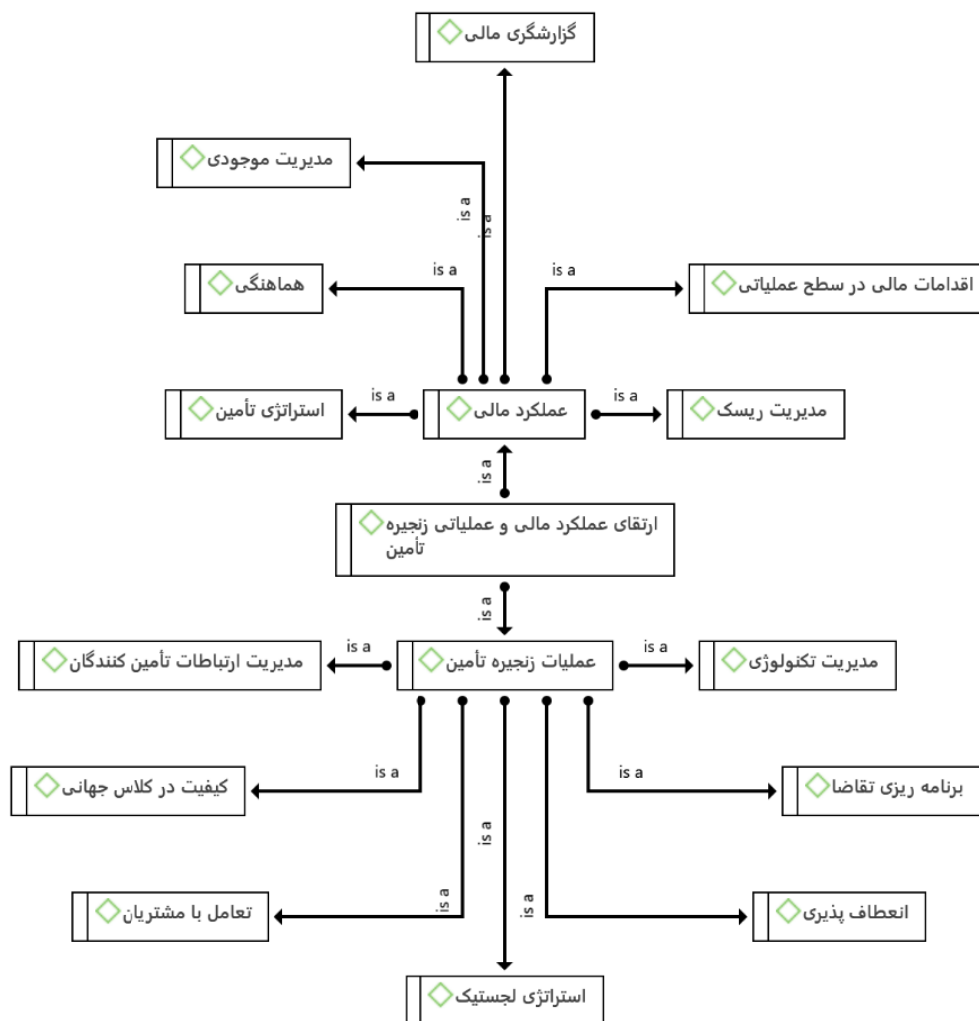 گزارشگری مالی
مدیریت موجودی
is a
is a
is a
هماهنگی
is a
اقدامات مالی در سطح عملیاتی
is a
استراتژی تأمین
عملکرد مالی
is a
مدیریت ریسک
is a
ارتقای عملکرد مالی و عملیاتی زنجیره
تأمین
is a
مدیریت ارتباطات تأمین کنندگان
is a
عملیات زنجیره تأمین
is a
مدیریت تکنولوژی
کیفیت در کلاس جهانی
is a
is a
is a
برنامه ریزی تقاضا
تعامل با مشتریان
is a
is a
انعطاف پذیری
استراتژی لجستیک